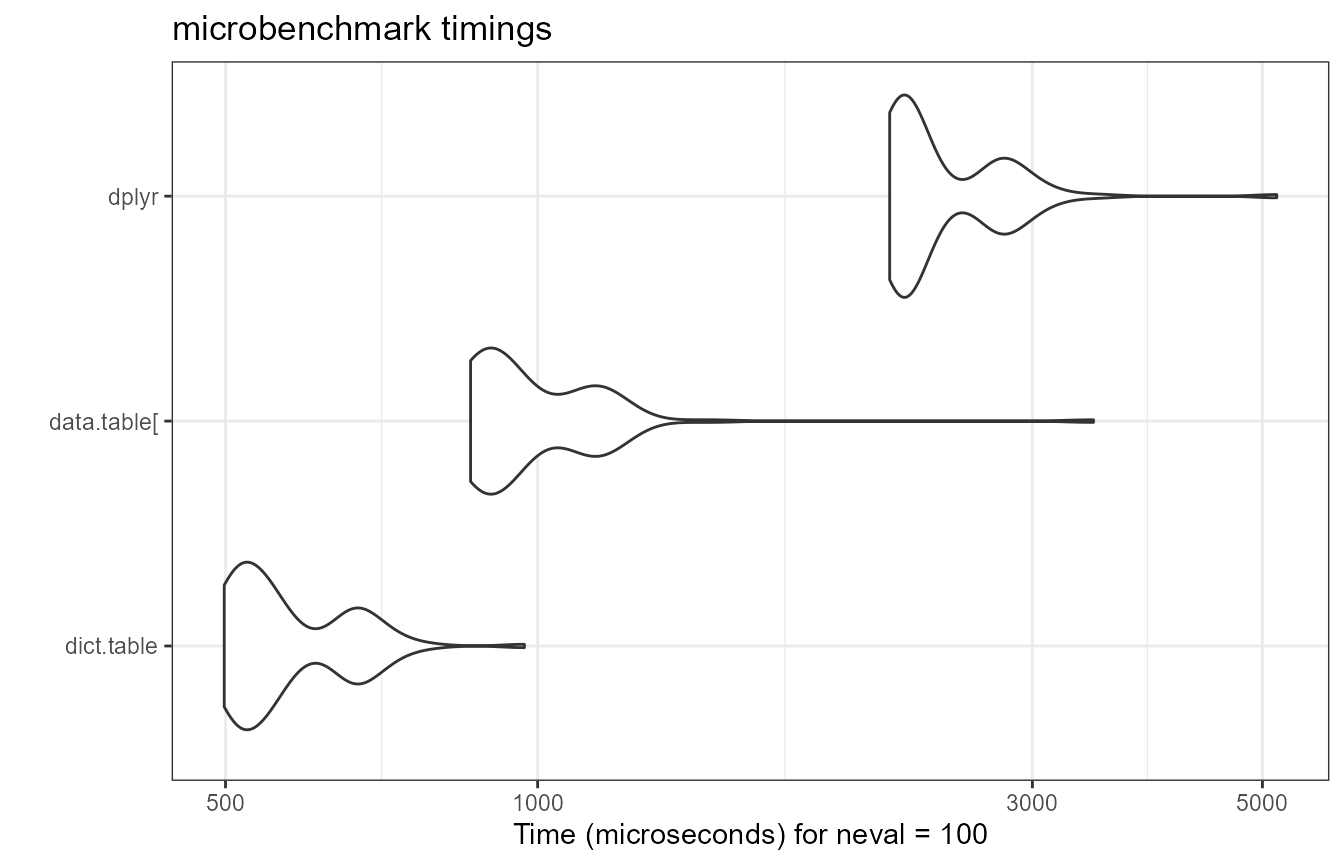 microbenchmark timings
dplyr
data.table[
dict.table
500 1000 3000 5000
Time (microseconds) for neval = 100